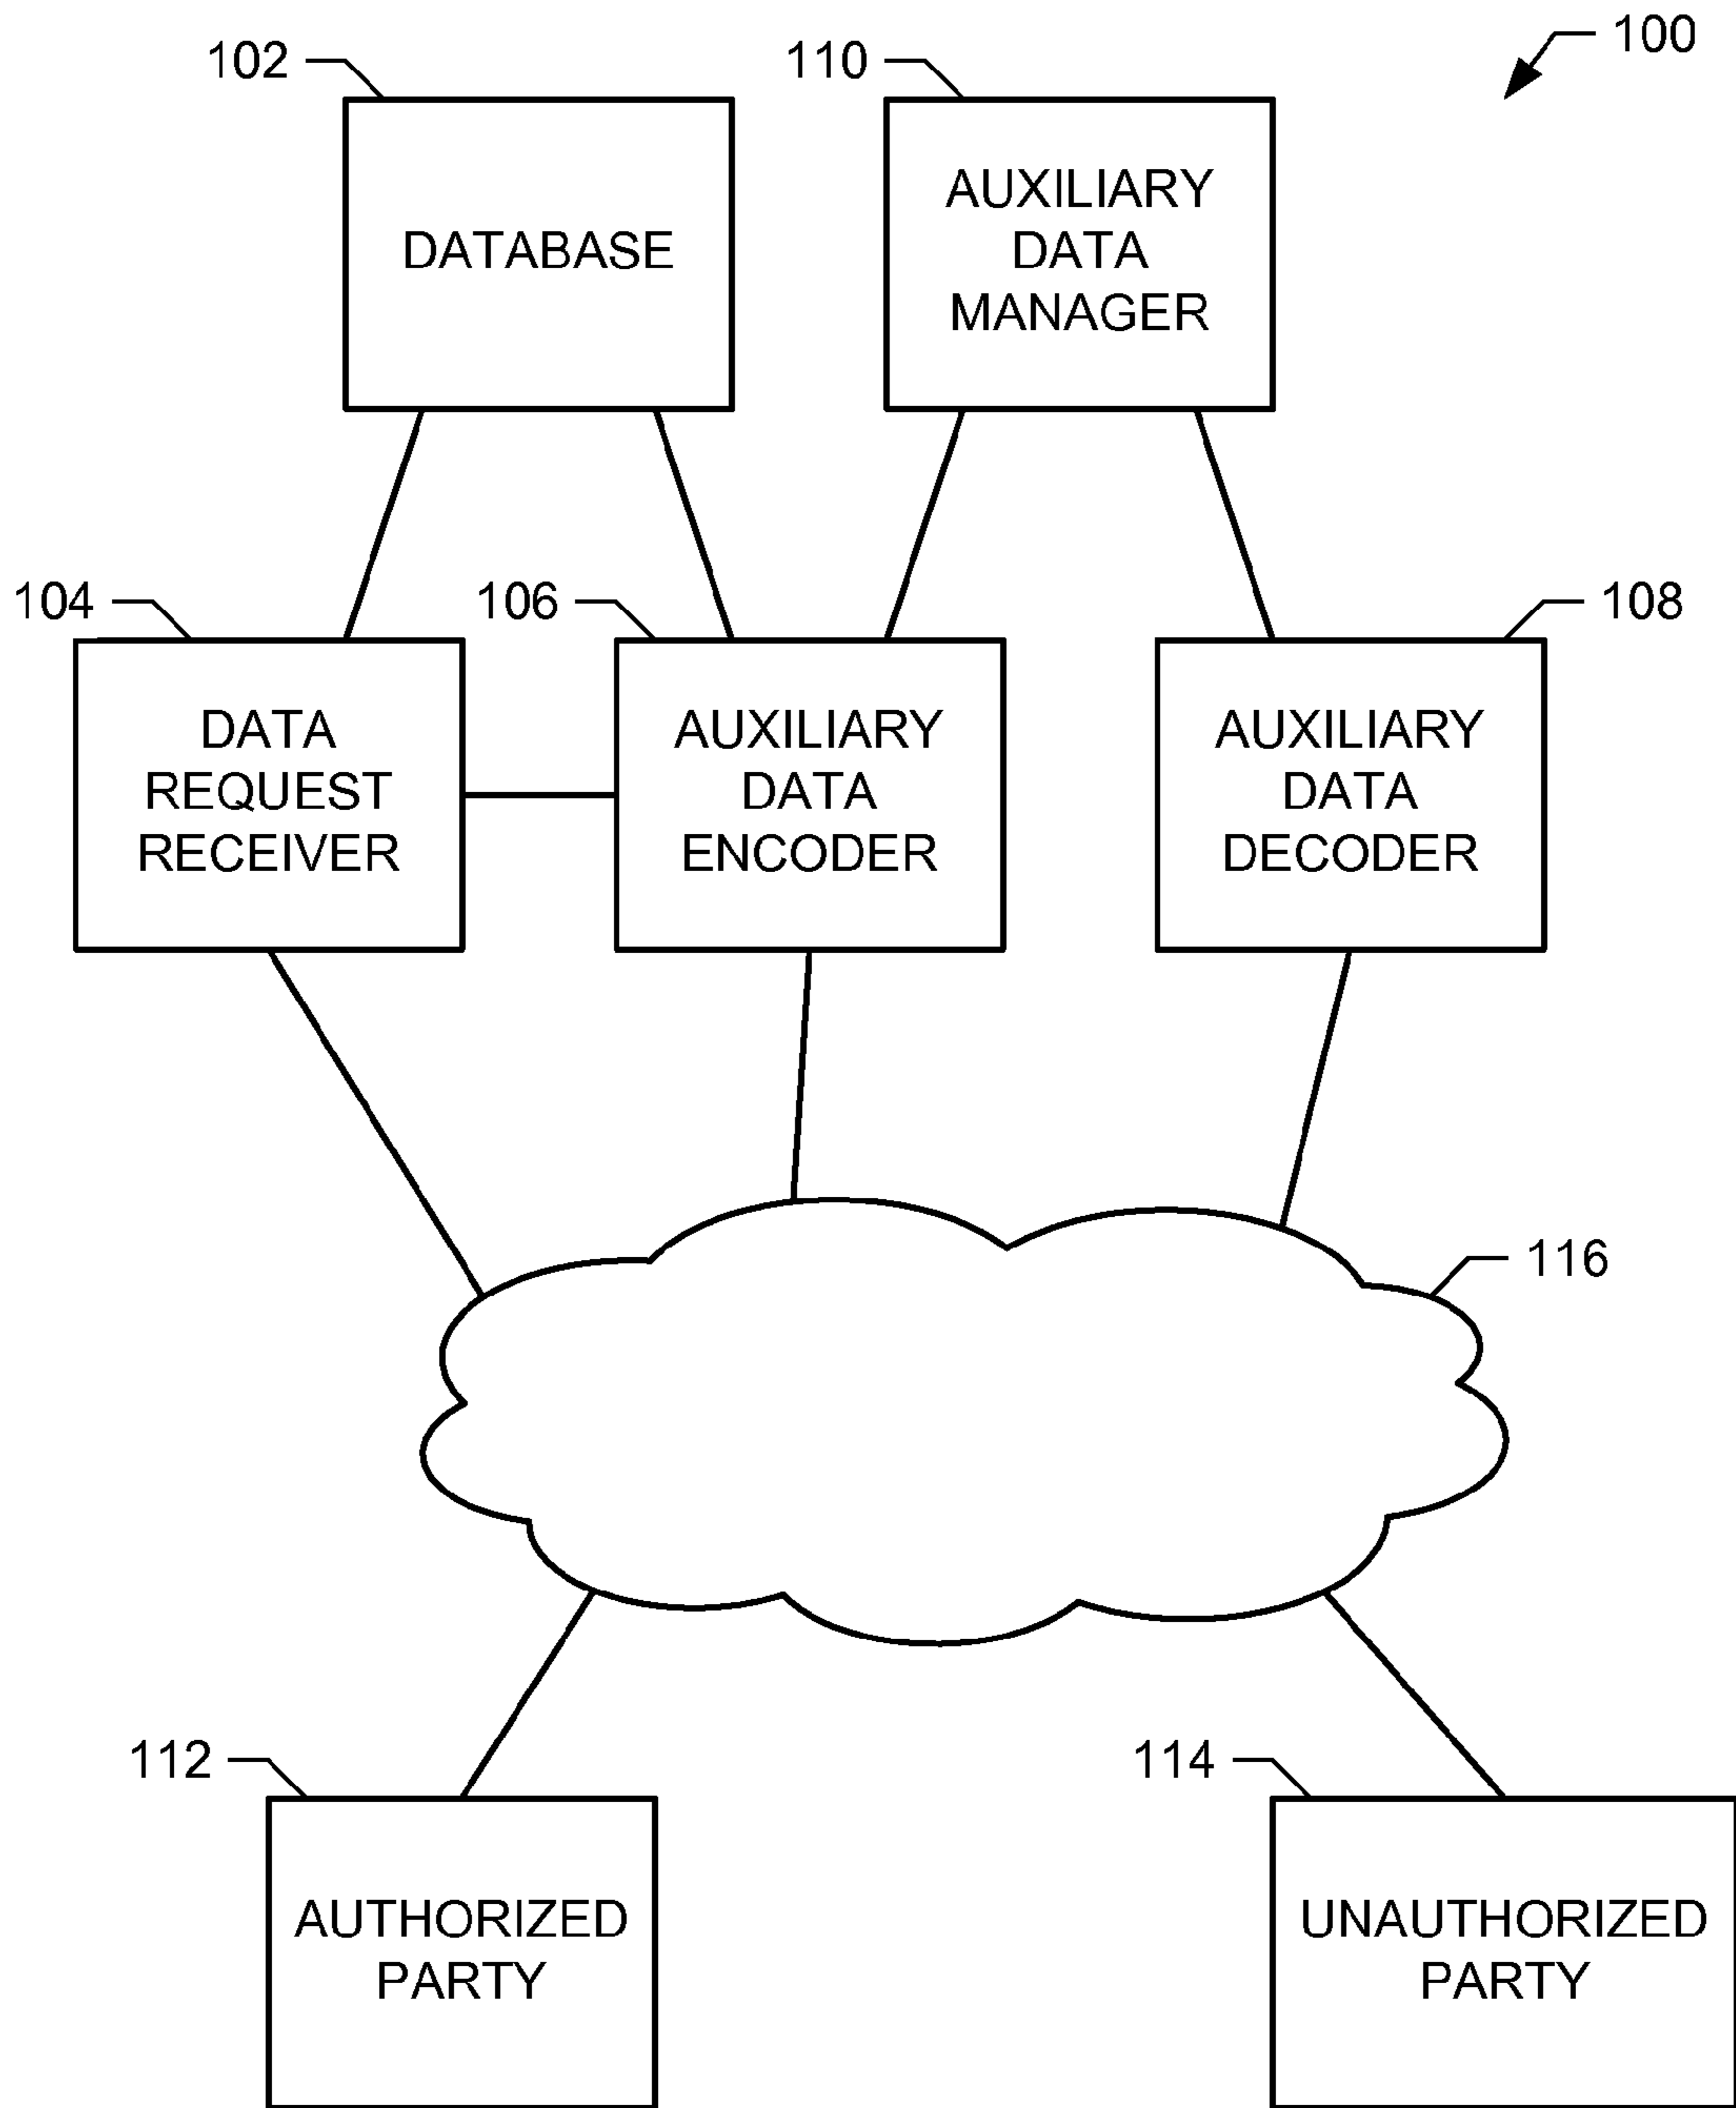 100
102
110
DATABASE
AUXILIARY
DATA
MANAGER
104
106
108
DATA
REQUEST
RECEIVER
AUXILIARY
DATA
ENCODER
AUXILIARY
DATA
DECODER
116
112
114
AUTHORIZED
PARTY
UNAUTHORIZED
PARTY